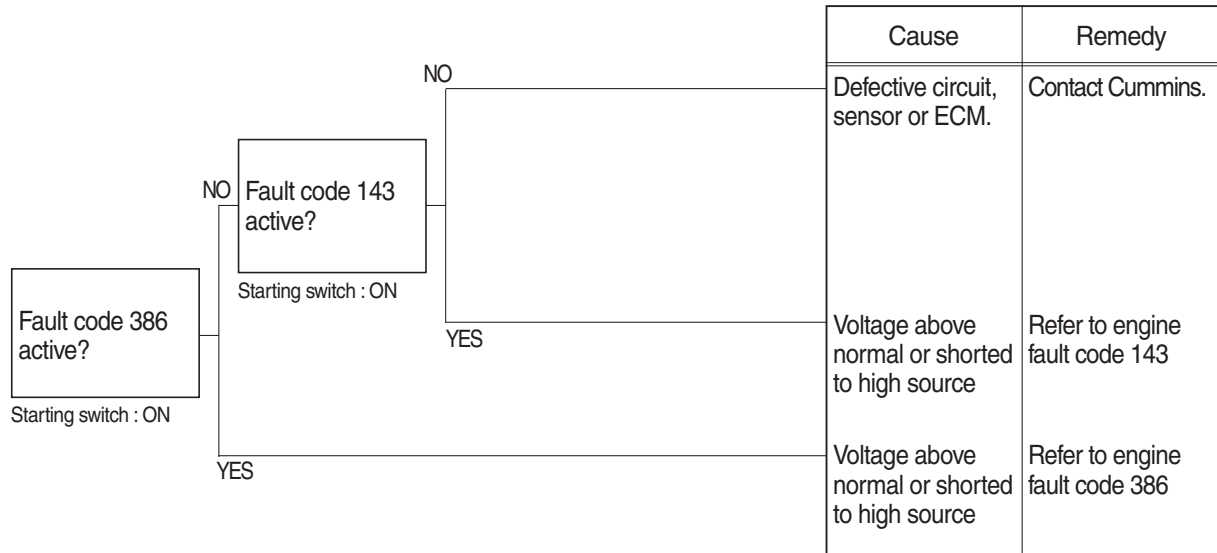 Cause
Remedy
NO
Defective circuit,
sensor or ECM.
Contact Cummins.
NO
Fault code 143
active?
Starting switch : ON
Fault code 386
active?
Starting switch : ON
YES
Voltage above
normal or shorted
to high source
Refer to engine
fault code 143
YES
Voltage above
normal or shorted
to high source
Refer to engine
fault code 386